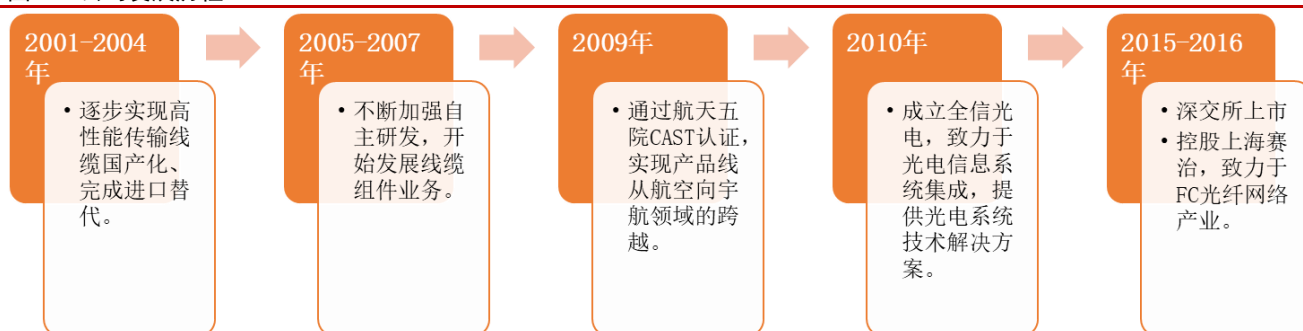 2001-2004
年
• 逐步实现高
性能传输线
缆国产化、
完成进口替
代。
2005-2007
年
• 不断加强自
主研发，开
始发展线缆
组件业务。
2009年
• 通过航天五
院CAST认证，
实现产品线
从航空向宇
航领域的跨
越。
2010年
• 成立全信光
电，致力于
光电信息系
统集成，提
供光电系统
技术解决方
案。
2015-2016
年
• 深交所上市
• 控股上海赛
治，致力于
FC光纤网络
产业。